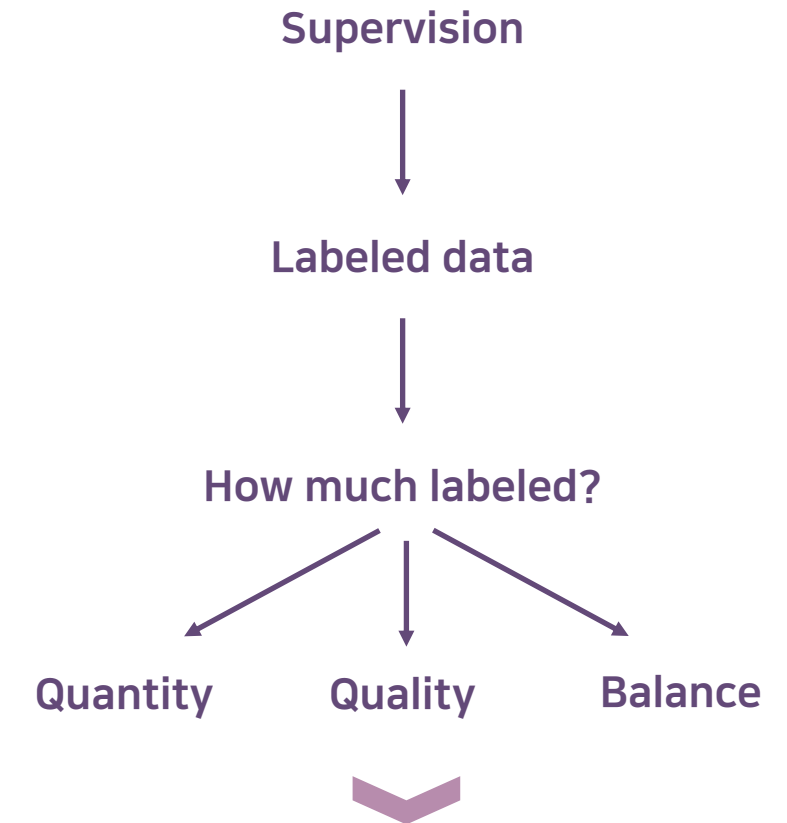 Supervision
Labeled data
How much labeled?
Quantity Quality Balance